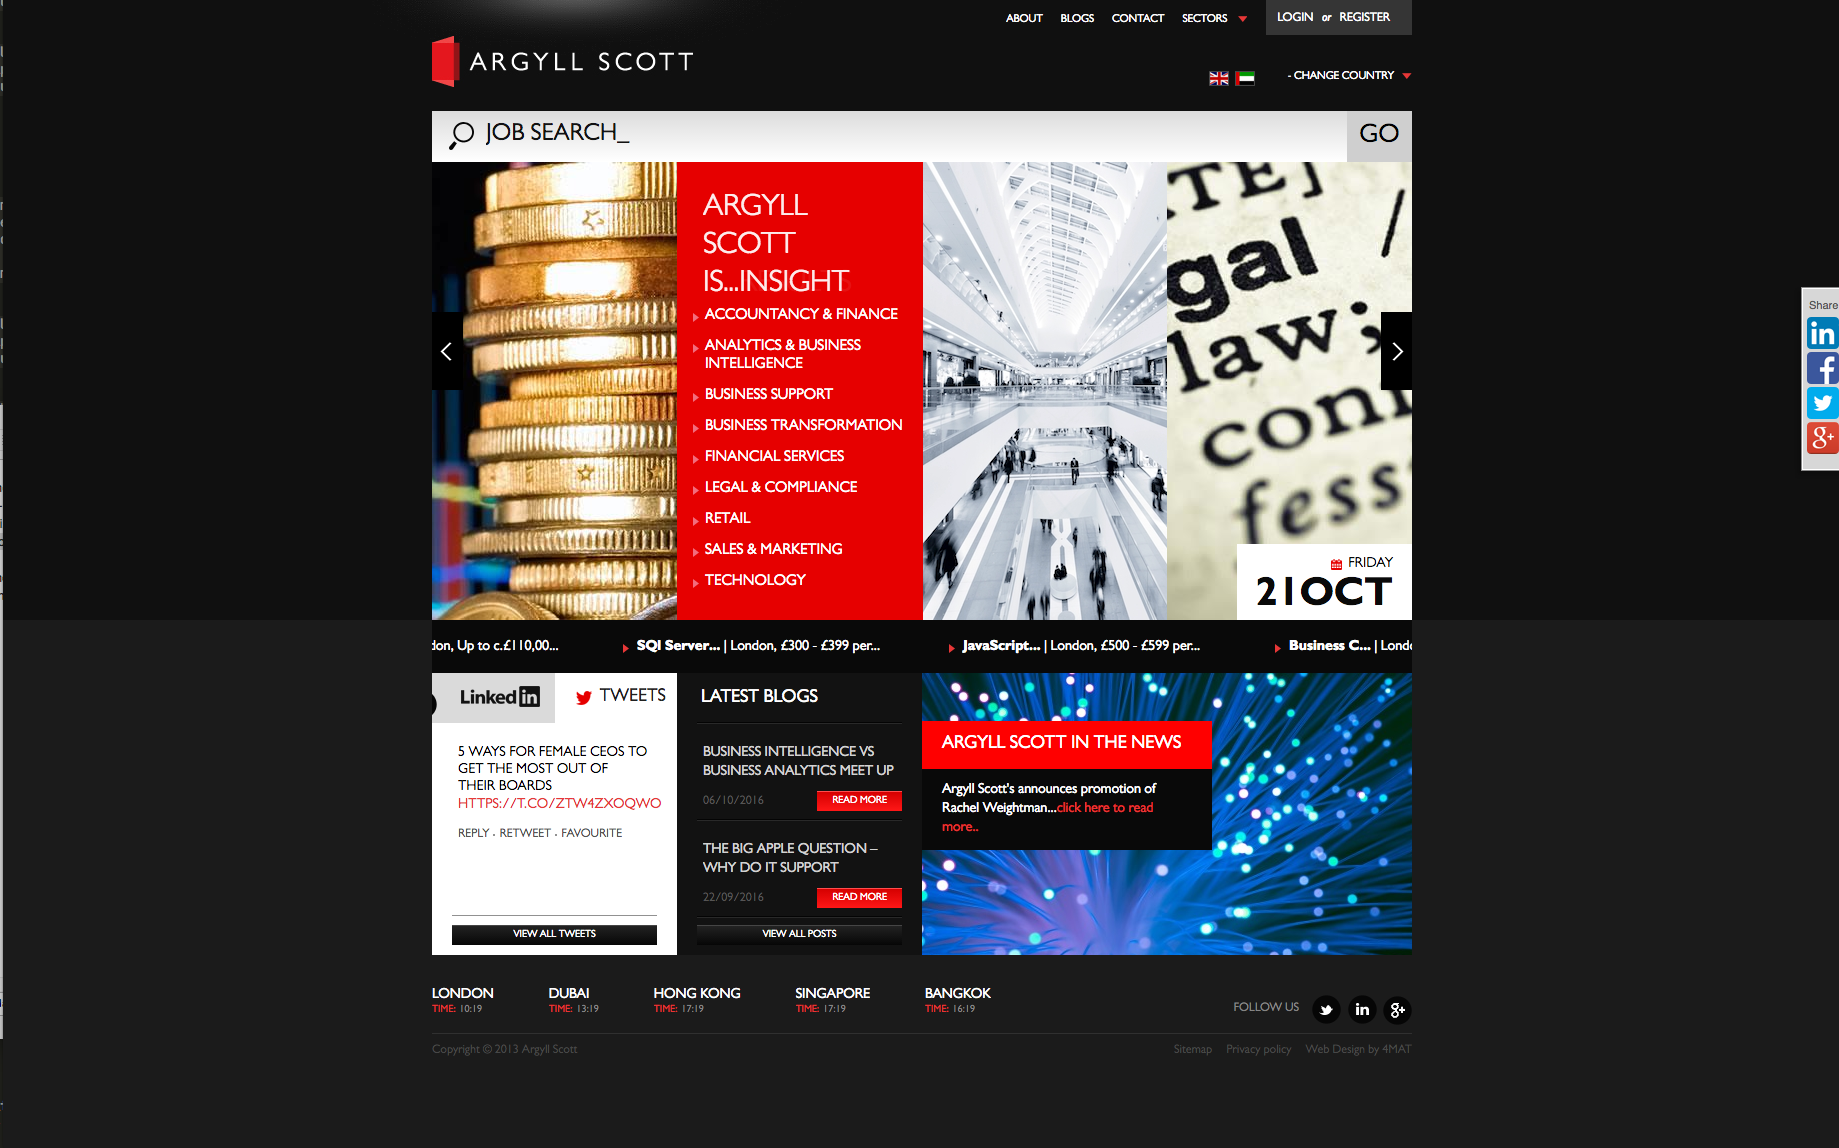 ABOUT BLOGS CONTACT SECTORS LOGIN or REGISTER
ARGYLL SCOTT
- CHANGE COUNTRY
JOB SEARCH_ GO
ARGYLL
SCOTT
IS...INSIGHT
ACCOUNTANCY & FINANCE
ANALYTICS & BUSINESS
INTELLIGENCE
BUSINESS SUPPORT
BUSINESS TRANSFORMATION
FINANCIAL SERVICES
LEGAL & COMPLIANCE
RETAIL
SALES & MARKETING
TECHNOLOGY
TE]
gal /
law;
con
fess
FRIDAY
21OCT
Share
don, Up to c.£110,00... SQl Server... | London, £300 - £399 per... JavaScript... | London, £500 - £599 per... Business C... | Lond
Linkedin TWEETS
5 WAYS FOR FEMALE CEOS TO
GET THE MOST OUT OF
THEIR BOARDS
HTTPS://T.CO/ZTW4ZXOQWO
REPLY · RETWEET · FAVOURITE
VIEW ALL TWEETS
LATEST BLOGS
BUSINESS INTELLIGENCE VS
BUSINESS ANALYTICS MEET UP
06/10/2016 READ MORE
THE BIG APPLE QUESTION –
WHY DO IT SUPPORT
22/09/2016 READ MORE
VIEW ALL POSTS
ARGYLL SCOTT IN THE NEWS
Argyll Scott's announces promotion of
Rachel Weightman...click here to read
more..
LONDON DUBAI HONG KONG SINGAPORE BANGKOK
TIME: 10:19 TIME: 13:19 TIME: 17:19 TIME: 17:19 TIME: 16:19
FOLLOW US
Copyright © 2013 Argyll Scott Sitemap Privacy policy Web Design by 4MAT